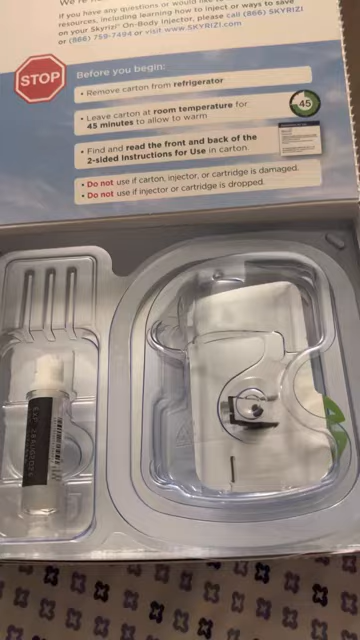 If you have any questions or would like
resources, including learning how to inject or ways to save
on your Skyrizi On-Body Injector, please call (866) SKYRIZI
or (866) 759-7494 or visit www.SKYRIZI.com
STOP
Before you begin:
• Remove carton from refrigerator
• Leave carton at room temperature for
45 minutes to allow to warm
45
• Find and read the front and back of the
2-sided Instructions for Use in carton.
• Do not use if carton, injector, or cartridge is damaged.
• Do not use if injector or cartridge is dropped.
EXP